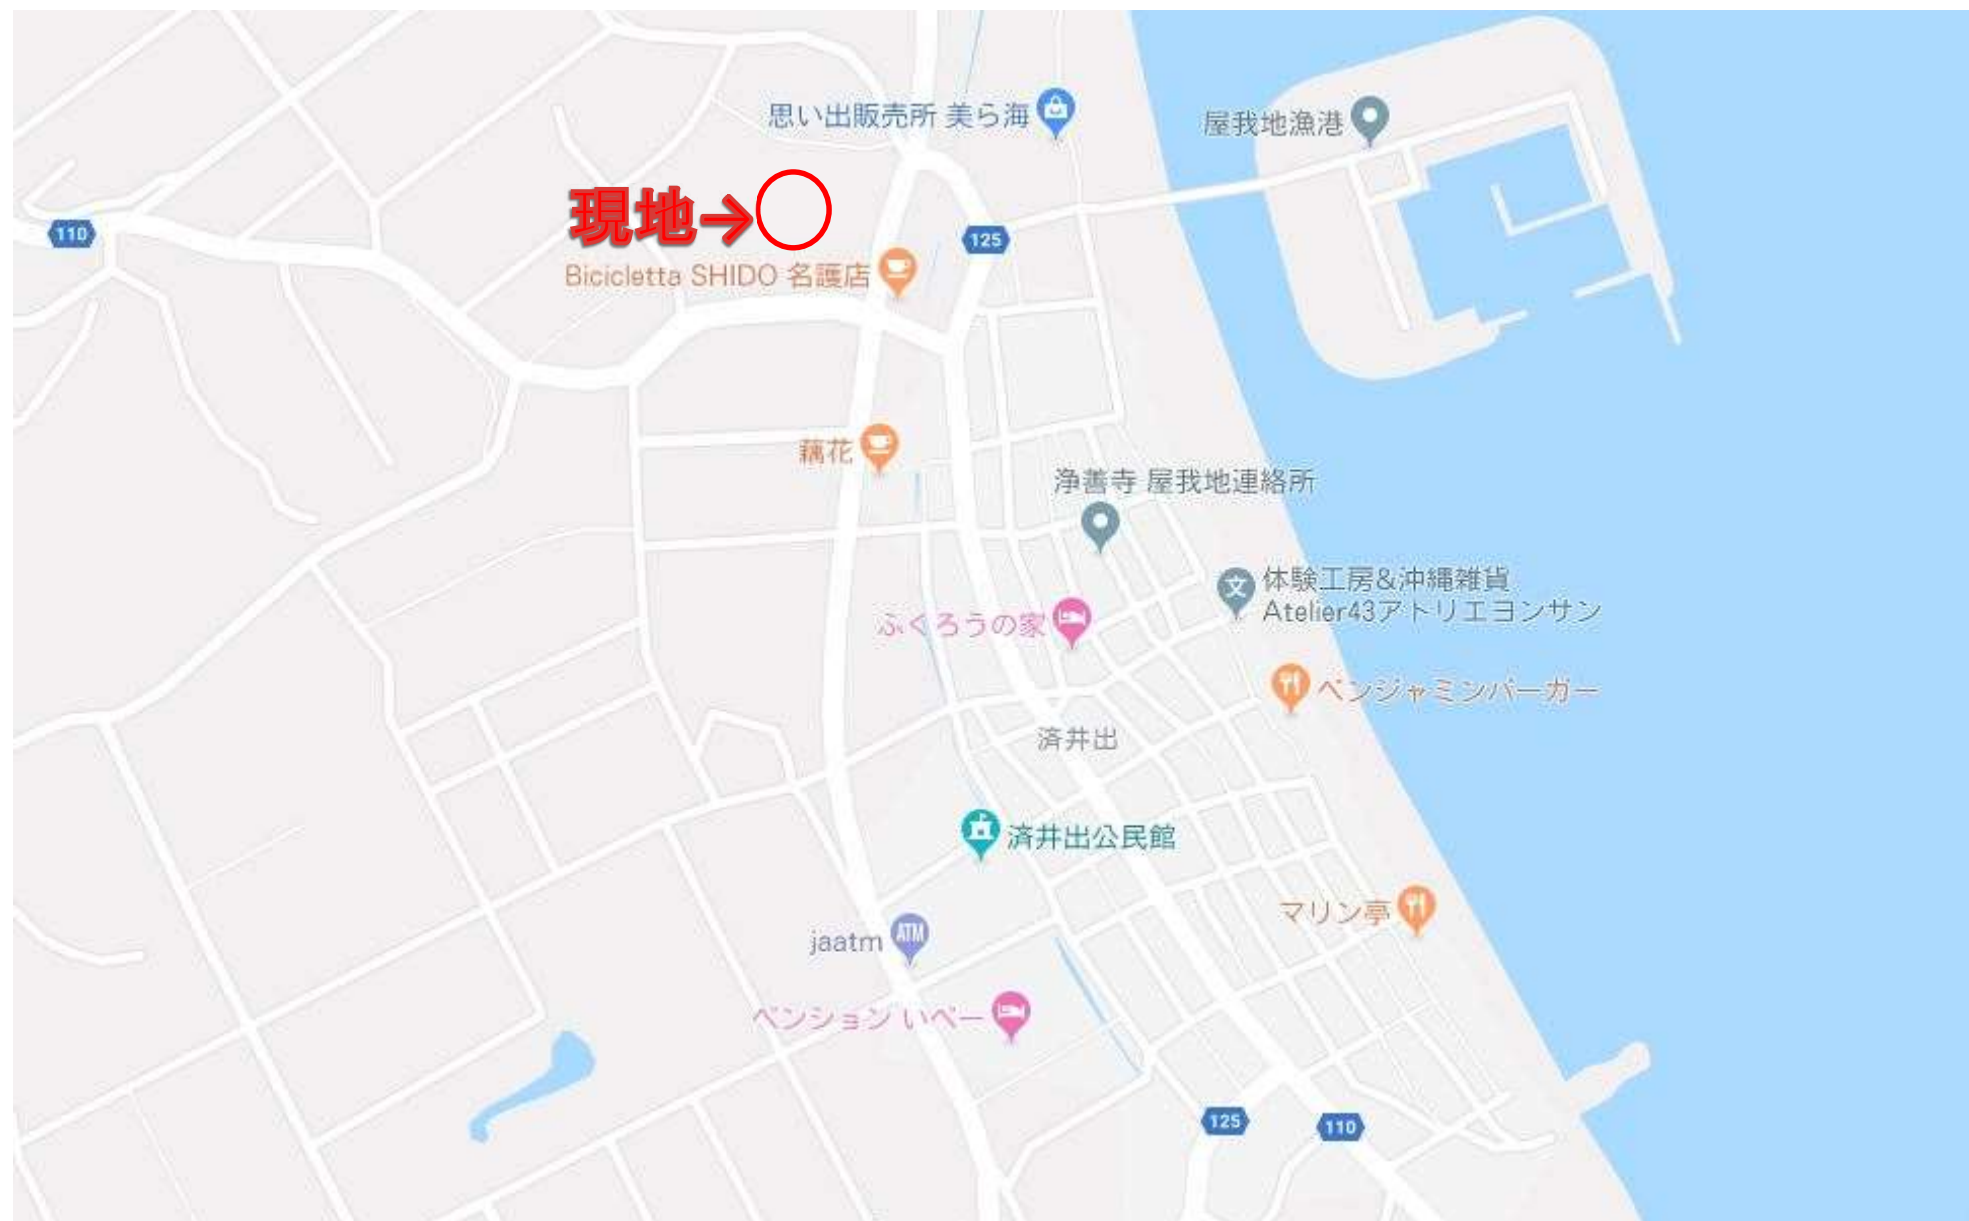 思い出販売所 美ら海
屋我地漁港
現地→
110
125
Bicicletta SHIDO 名護店
藕花
浄善寺 屋我地連絡所
体験工房&沖縄雑貨
Atelier43アトリエヨンサン
ふくろうの家
ベンジャミンバーガー
済井出
済井出公民館
マリン亭
jaatm
ATM
ペンション いペー
125
110